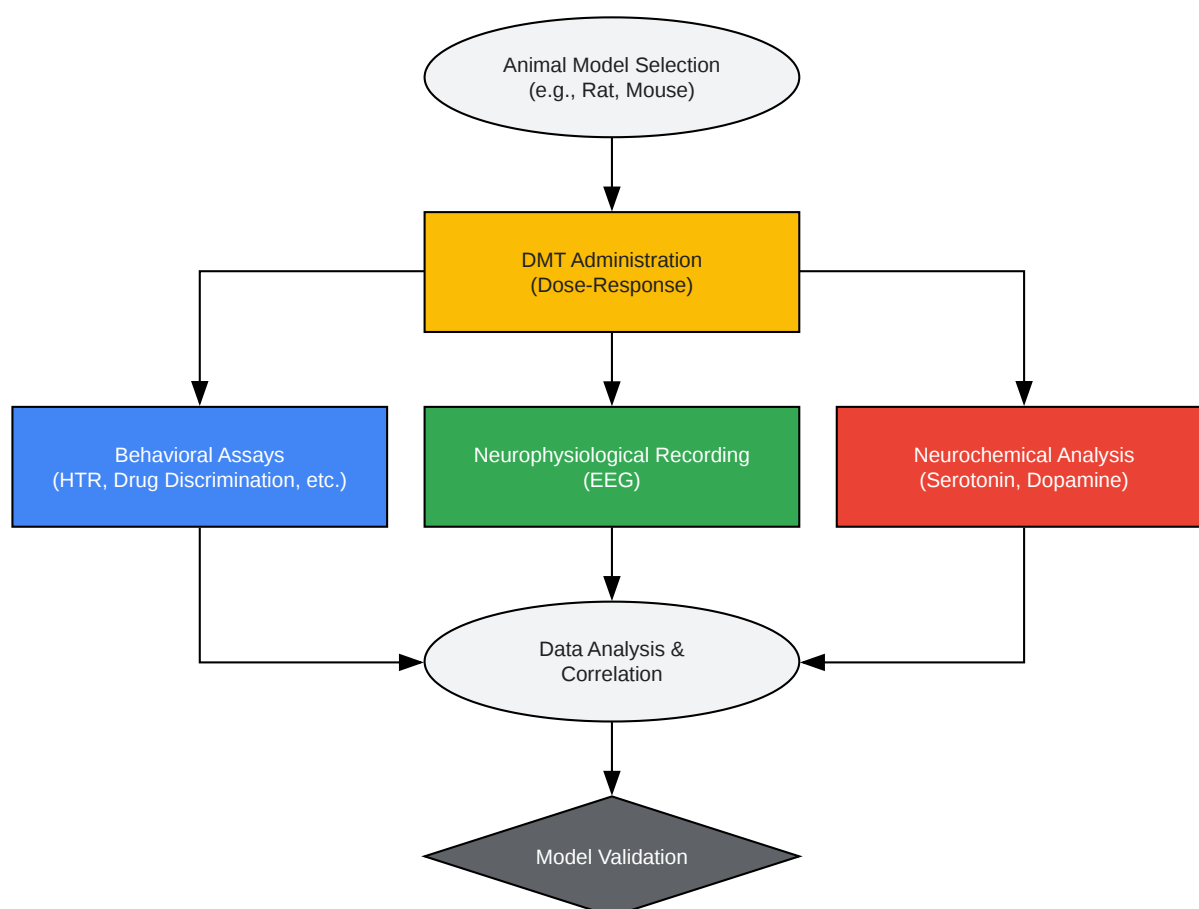 Animal Model Selection
(e.g., Rat, Mouse)
DMT Administration
(Dose-Response)
Behavioral Assays
(HTR, Drug Discrimination, etc.)
Neurophysiological Recording
(EEG)
Neurochemical Analysis
(Serotonin, Dopamine)
Data Analysis &
Correlation
Model Validation